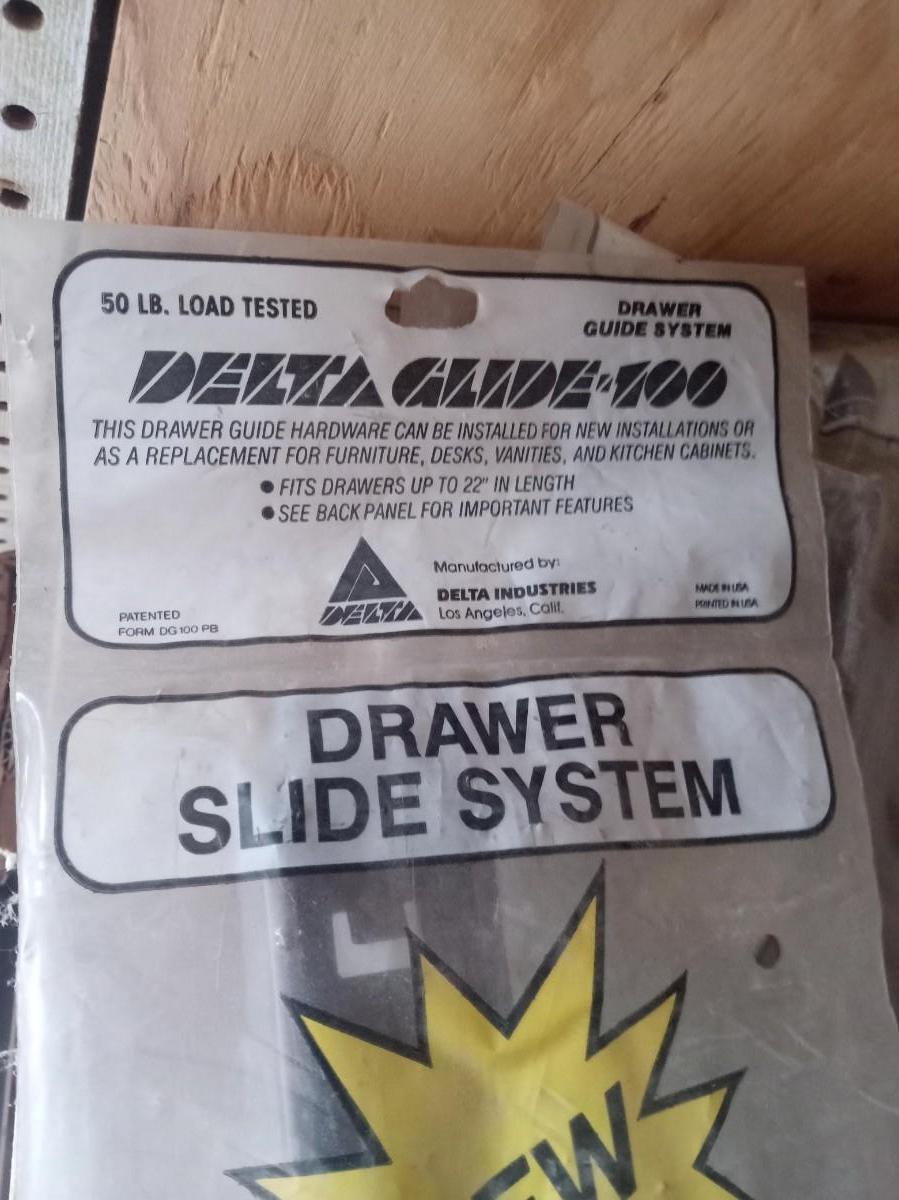 50 LB. LOAD TESTED
DRAWER
GUIDE SYSTEM
DELTA GLIDE-100
THIS DRAWER GUIDE HARDWARE CAN BE INSTALLED FOR NEW INSTALLATIONS OR
AS A REPLACEMENT FOR FURNITURE, DESKS, VANITIES, AND KITCHEN CABINETS.
● FITS DRAWERS UP TO 22" IN LENGTH
● SEE BACK PANEL FOR IMPORTANT FEATURES
DELTA
Manufactured by:
DELTA INDUSTRIES
Los Angeles, Calif.
MADE IN USA
PRINTED IN USA
PATENTED
FORM DG 100 PB
DRAWER
SLIDE SYSTEM